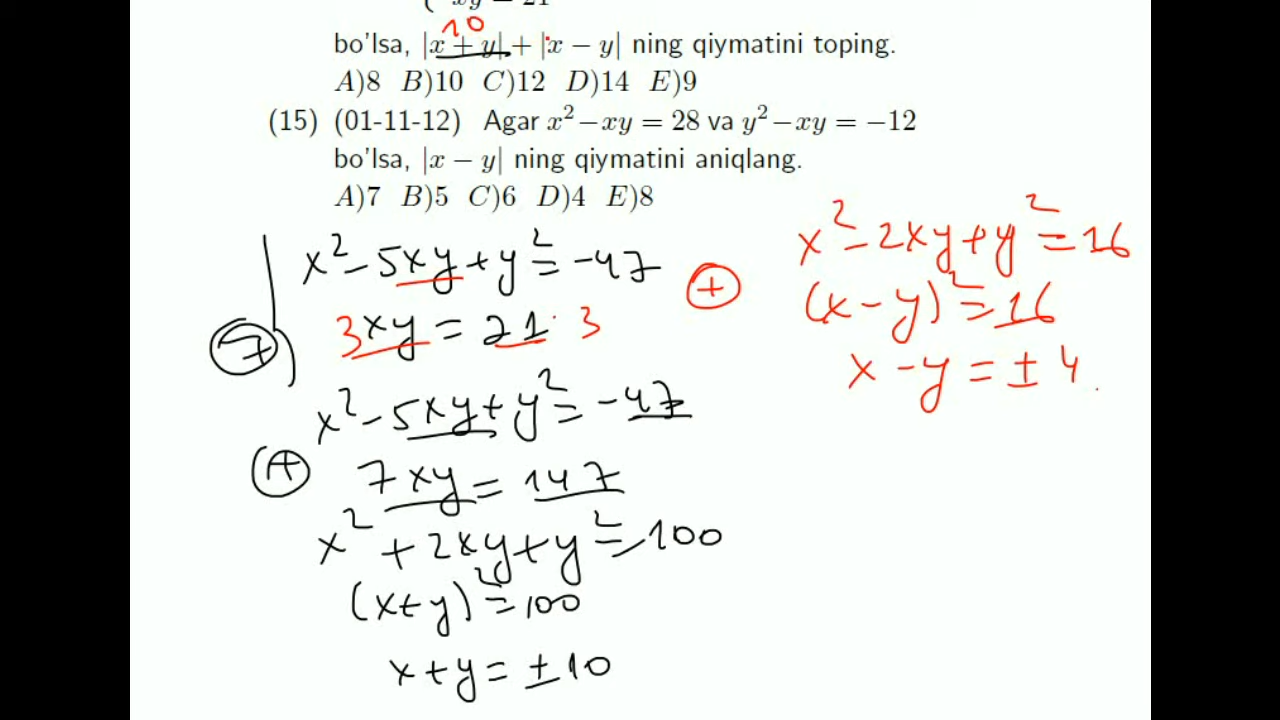 xy = 21
10
bo'lsa, |x + y| + |x − y| ning qiymatini toping.
A)8 B)10 C)12 D)14 E)9
(15) (01-11-12) Agar x² − xy = 28 va y² − xy = −12
bo'lsa, |x − y| ning qiymatini aniqlang.
A)7 B)5 C)6 D)4 E)8
x² − 5xy + y² = −47
3xy = 21 · 3
x² − 5xy + y² = −47
7xy = 147
x² + 2xy + y² = 100
(x + y)² = 100
x + y = ±10
x² − 2xy + y² = 16
(x − y)² = 16
x − y = ±4